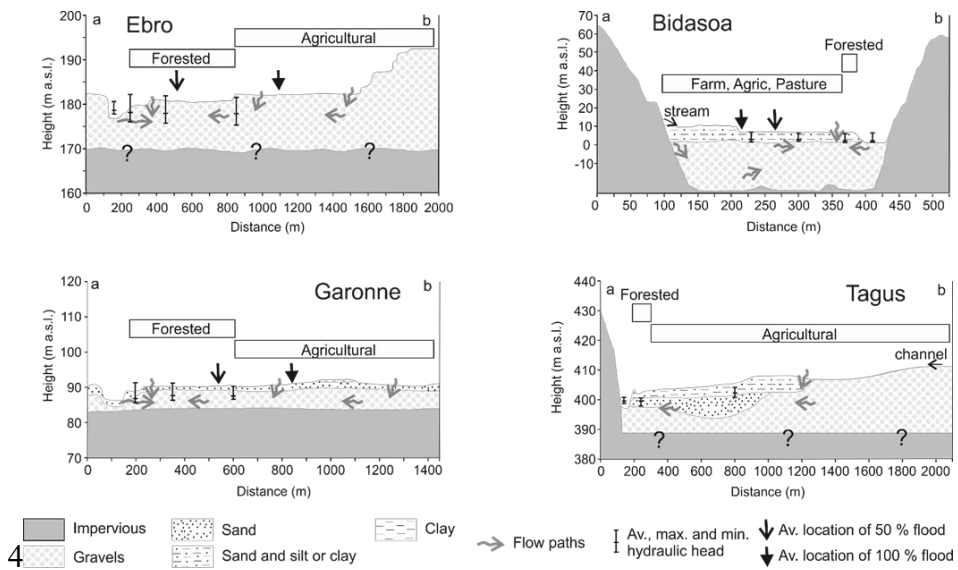 a Ebro b
200
190
180
170
160
Height (m a.s.l.)
Agricultural
Forested
? ? ?
0 200 400 600 800 1000 1200 1400 1600 1800 2000
Distance (m)
a Bidasoa b
70
60
50
40
30
20
10
0
-10
Height (m a.s.l.)
Forested
Farm, Agric, Pasture
stream
0 50 100 150 200 250 300 350 400 450 500
Distance (m)
a Garonne b
120
110
100
90
80
70
Height (m a.s.l.)
Forested
Agricultural
0 200 400 600 800 1000 1200 1400
Distance (m)
a Tagus b
440
430
420
410
400
390
380
Height (m a.s.l.)
Forested
Agricultural
channel
? ? ?
0 200 400 600 800 1000 1200 1400 1600 1800 2000
Distance (m)
Impervious
Gravels
Sand
Sand and silt or clay
Clay
Flow paths
Av., max. and min.
hydraulic head
Av. location of 50 % flood
Av. location of 100 % flood
4